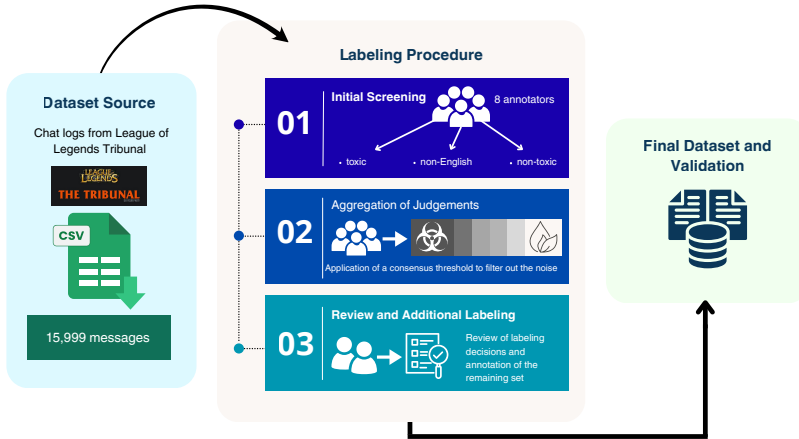 Dataset Source
Chat logs from League of
Legends Tribunal
LEAGUE of
LEGENDS
THE TRIBUNAL
CSV
15,999 messages
Labeling Procedure
01
Initial Screening
8 annotators
• toxic
• non-English
• non-toxic
02
Aggregation of Judgements
Application of a consensus threshold to filter out the noise
03
Review and Additional Labeling
Review of labeling
decisions and
annotation of the
remaining set
Final Dataset and
Validation